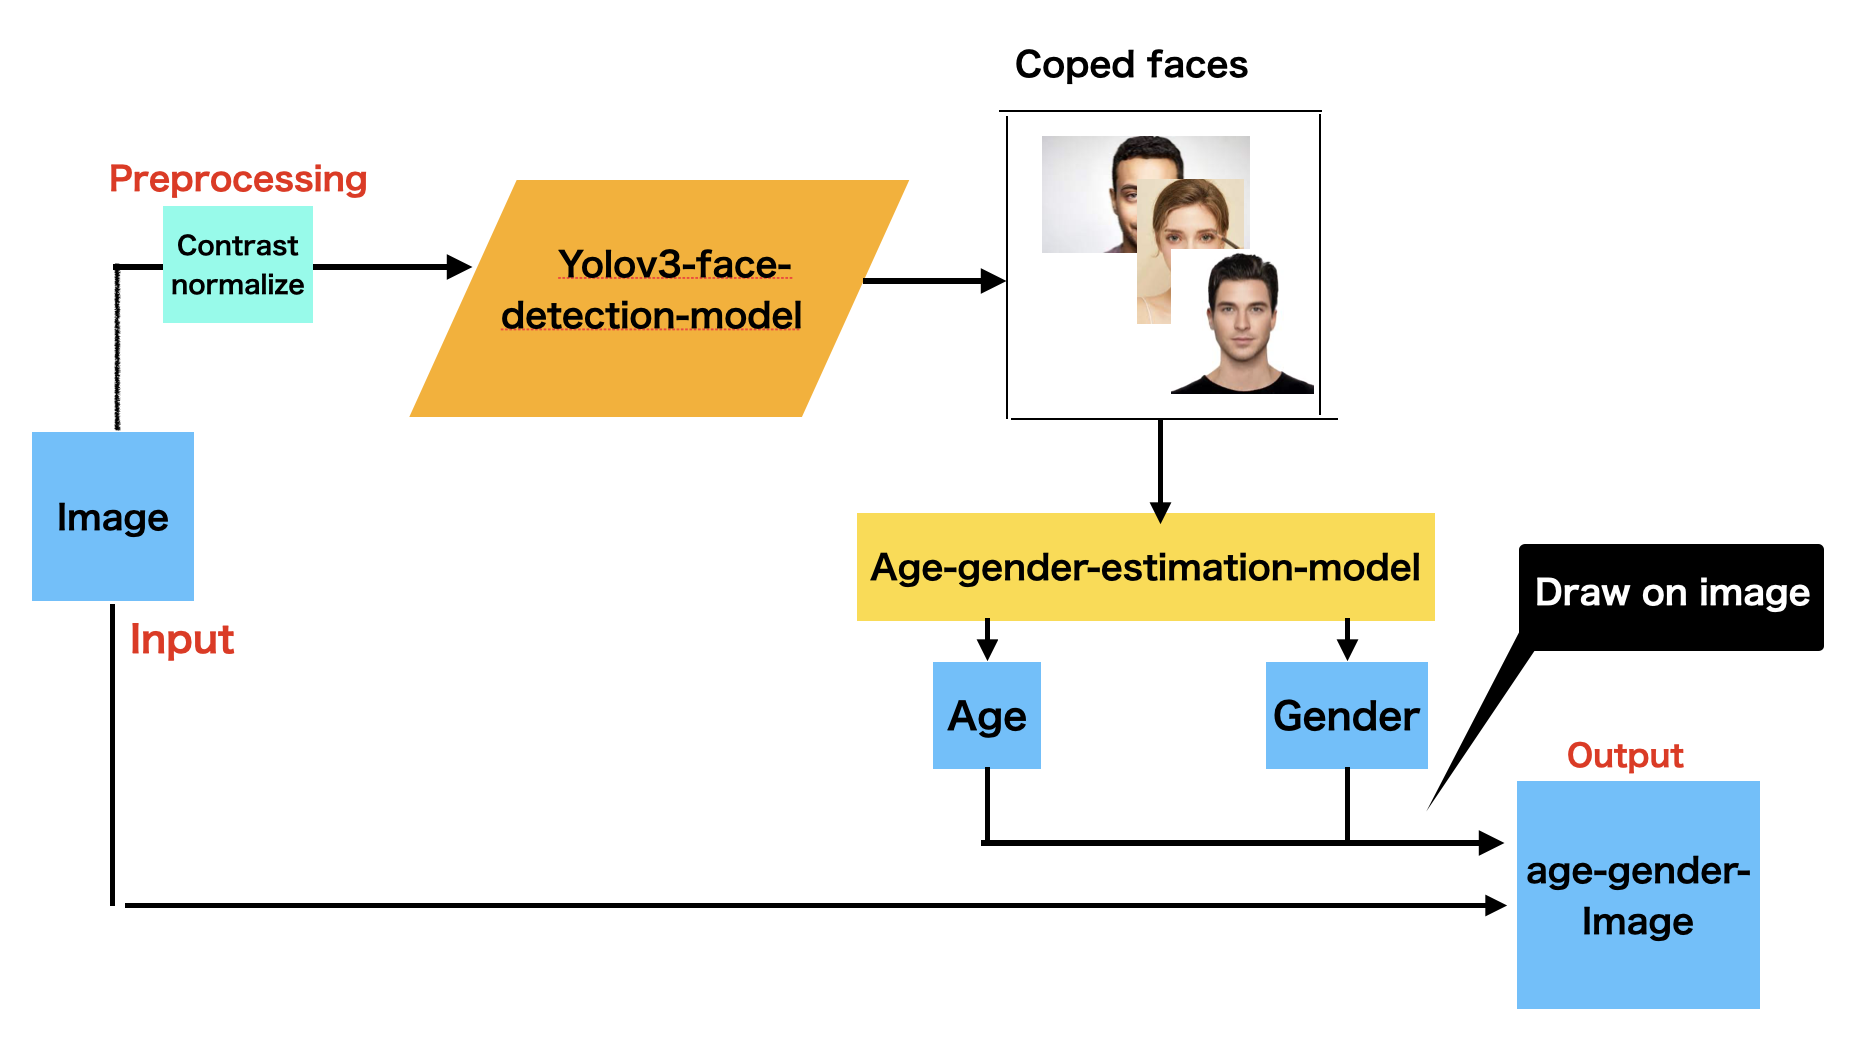 Coped faces
Preprocessing
Contrast
normalize
Yolov3-face-
detection-model
Image
Input
Age-gender-estimation-model
Draw on image
Age
Gender
Output
age-gender-
Image